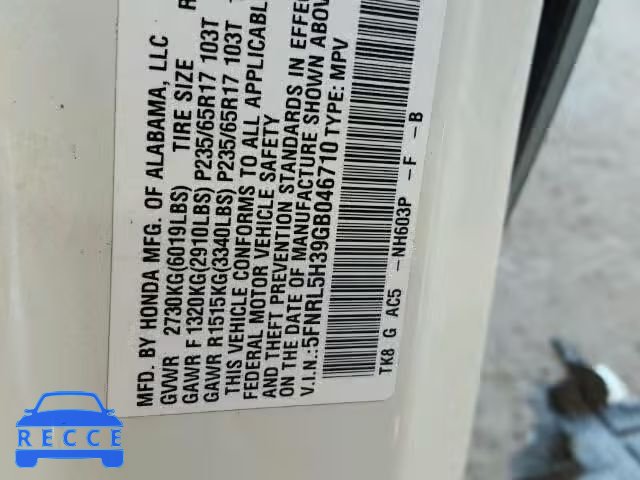 MFD. BY HONDA MFG. OF ALABAMA, LLC
GVWR 2730KG(6019LBS) TIRE SIZE R
GAWR F 1320KG(2910LBS) P235/65R17 103T
GAWR R1515KG(3340LBS) P235/65R17 103T
THIS VEHICLE CONFORMS TO ALL APPLICABLE
FEDERAL MOTOR VEHICLE SAFETY
AND THEFT PREVENTION STANDARDS IN EFFE
ON THE DATE OF MANUFACTURE SHOWN ABOV
V.I.N.:5FNRL5H39GB046710 TYPE: MPV
TK8 G AC5 -NH603P -F -B
RECCE